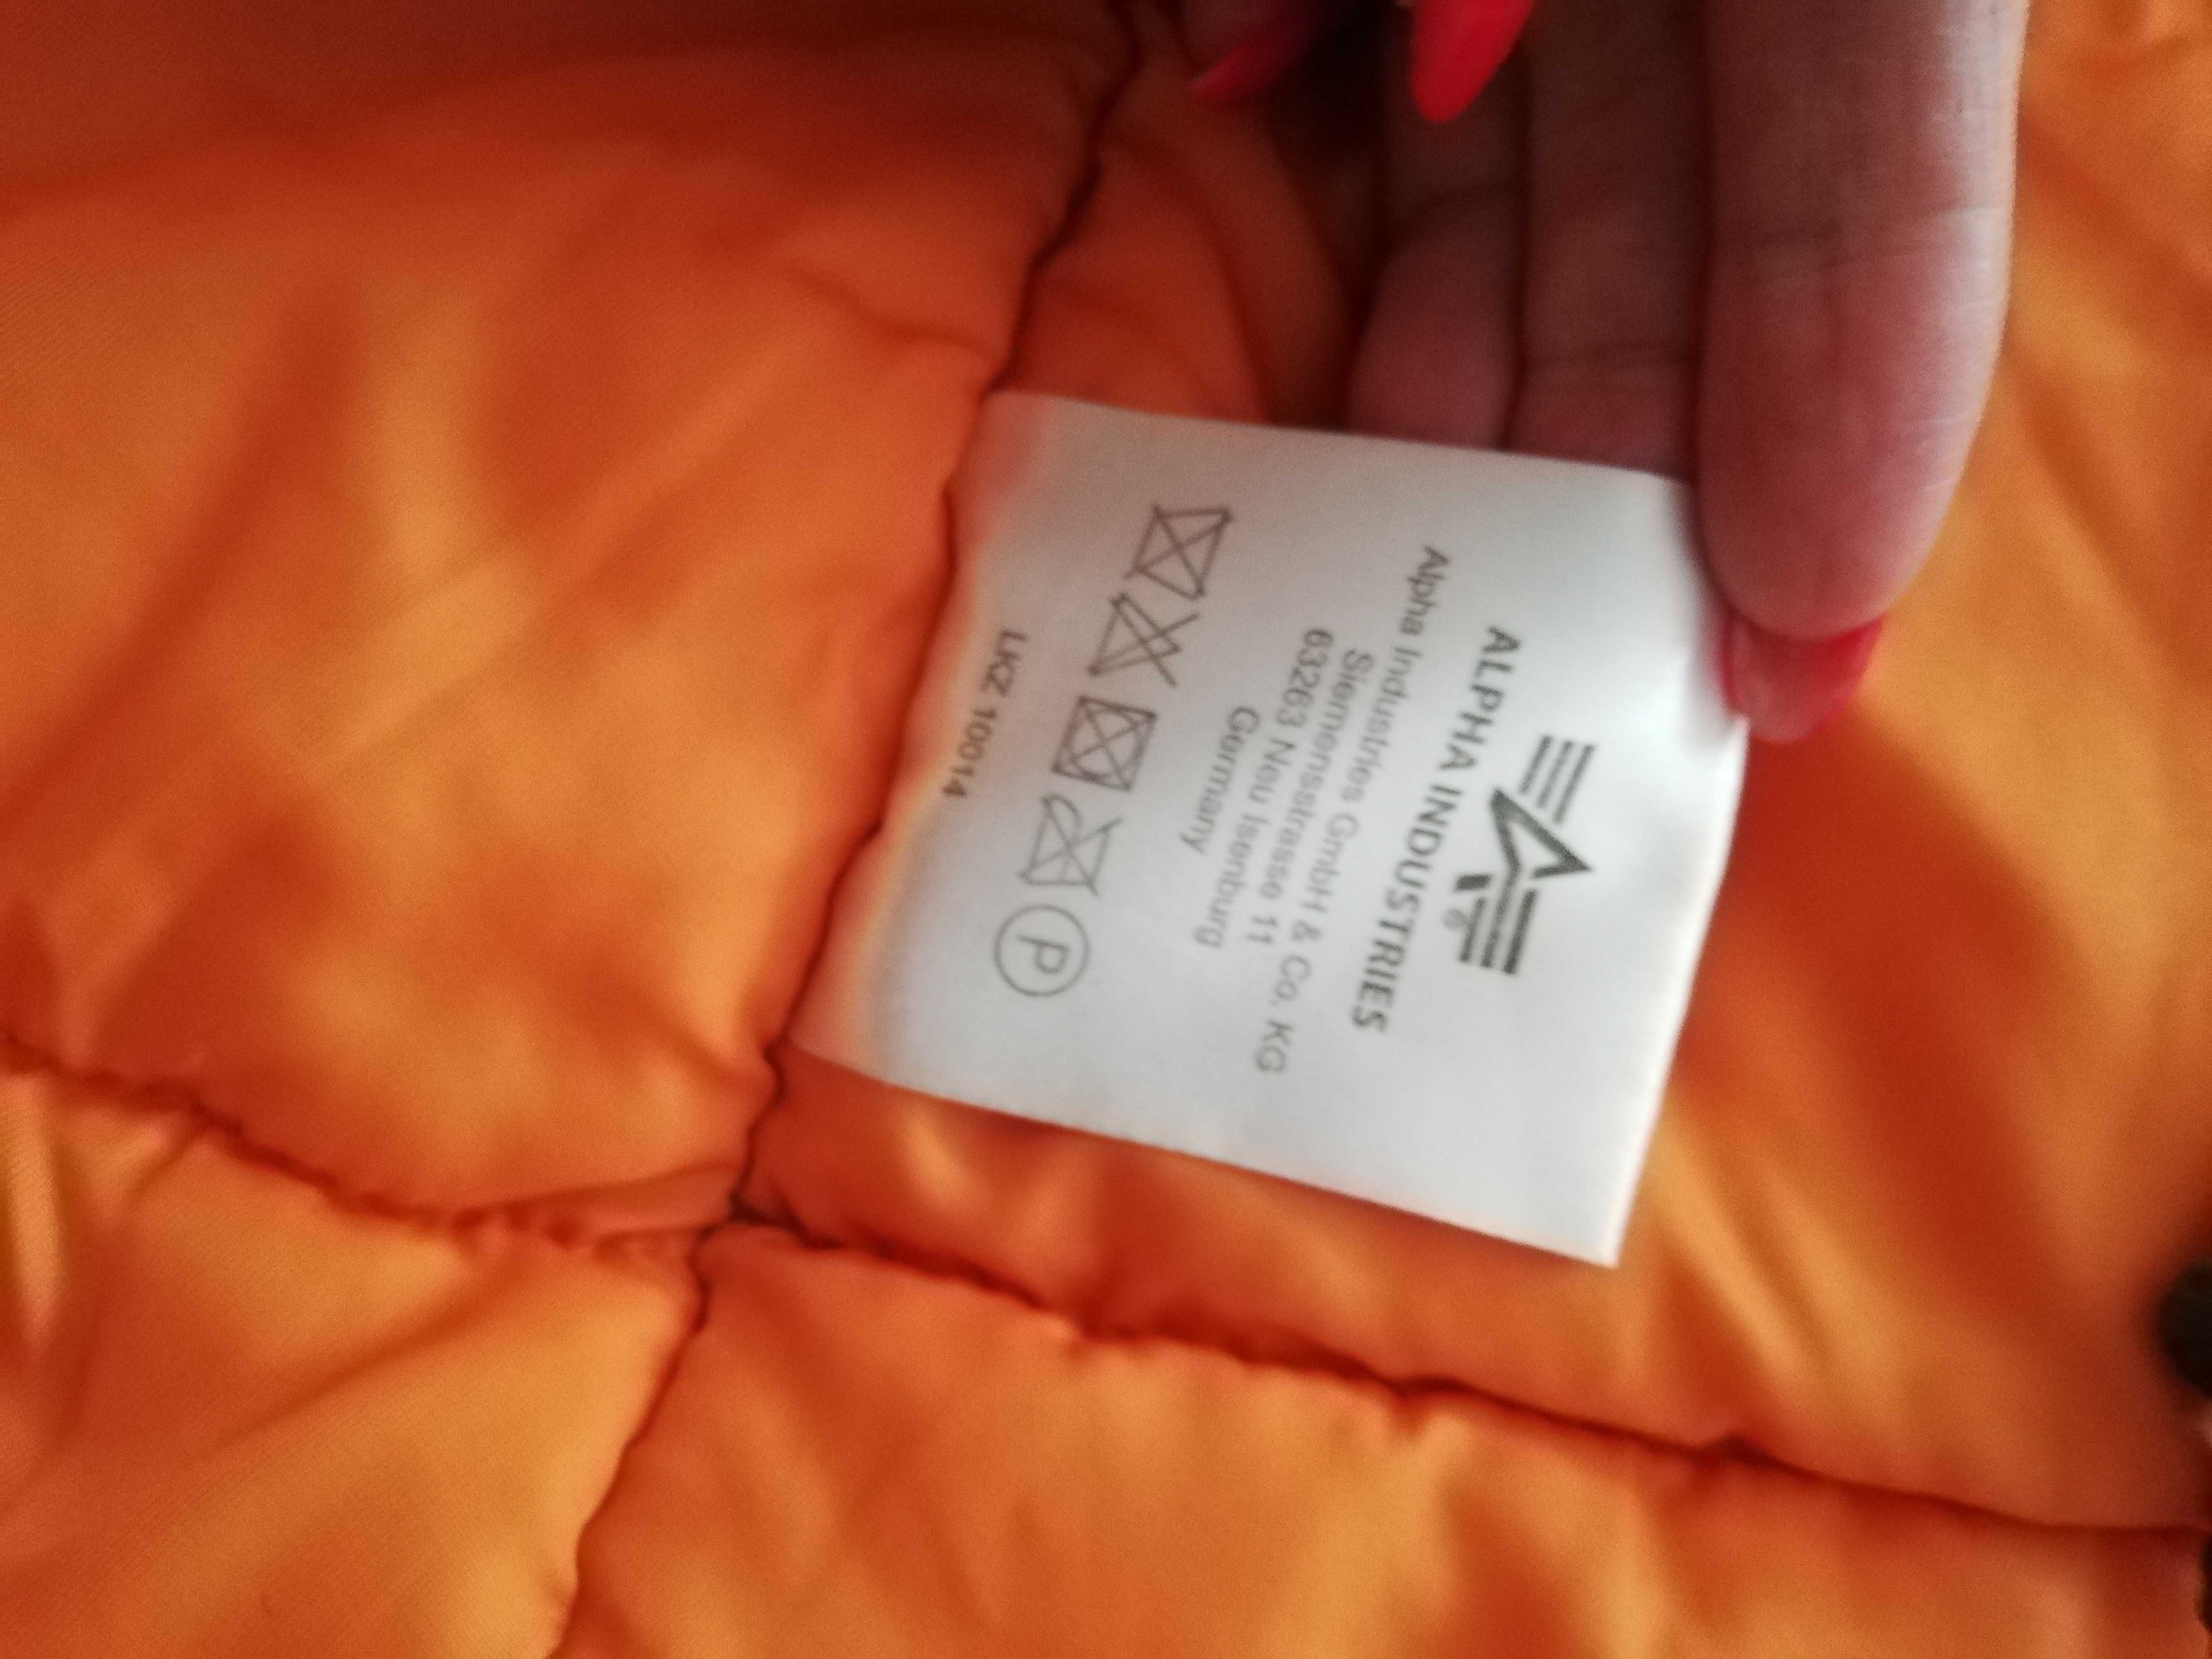 ALPHA INDUSTRIES
Alpha Industries GmbH & Co. KG
Siemensstrasse 11
63263 Neu Isenburg
Germany
P
LKZ 10014